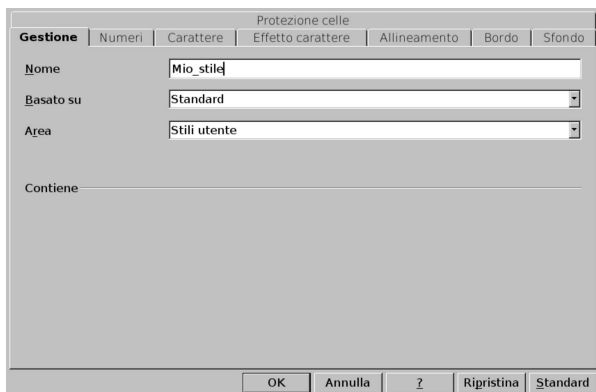 Protezione celle
Gestione Numeri Carattere Effetto carattere Allineamento Bordo Sfondo
Nome Mio_stile
Basato su Standard
Area Stili utente
Contiene
OK Annulla ? Ripristina Standard